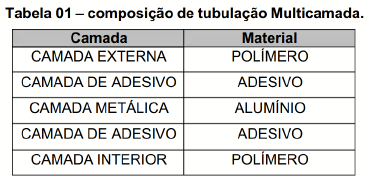 Tabela 01 – composição de tubulação Multicamada.
Camada Material
CAMADA EXTERNA POLÍMERO
CAMADA DE ADESIVO ADESIVO
CAMADA METÁLICA ALUMÍNIO
CAMADA DE ADESIVO ADESIVO
CAMADA INTERIOR POLÍMERO